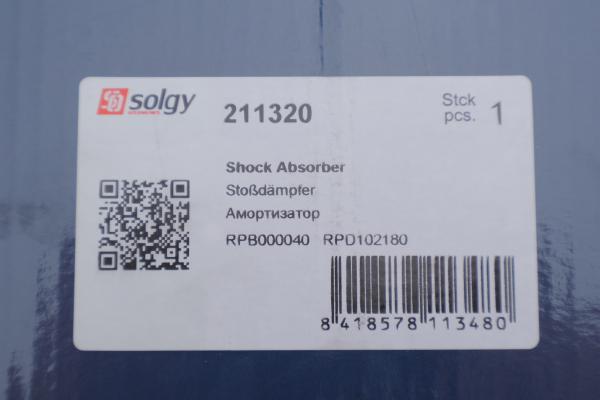 solgy
211320
Stck
pcs. 1
Shock Absorber
Stoßdämpfer
Амортизатор
RPB000040 RPD102180
8 418578 113480